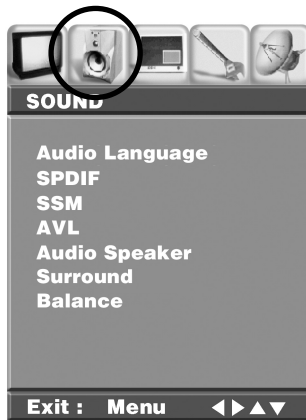 SOUND
Audio Language
SPDIF
SSM
AVL
Audio Speaker
Surround
Balance
Exit : Menu ◀▶▲▼